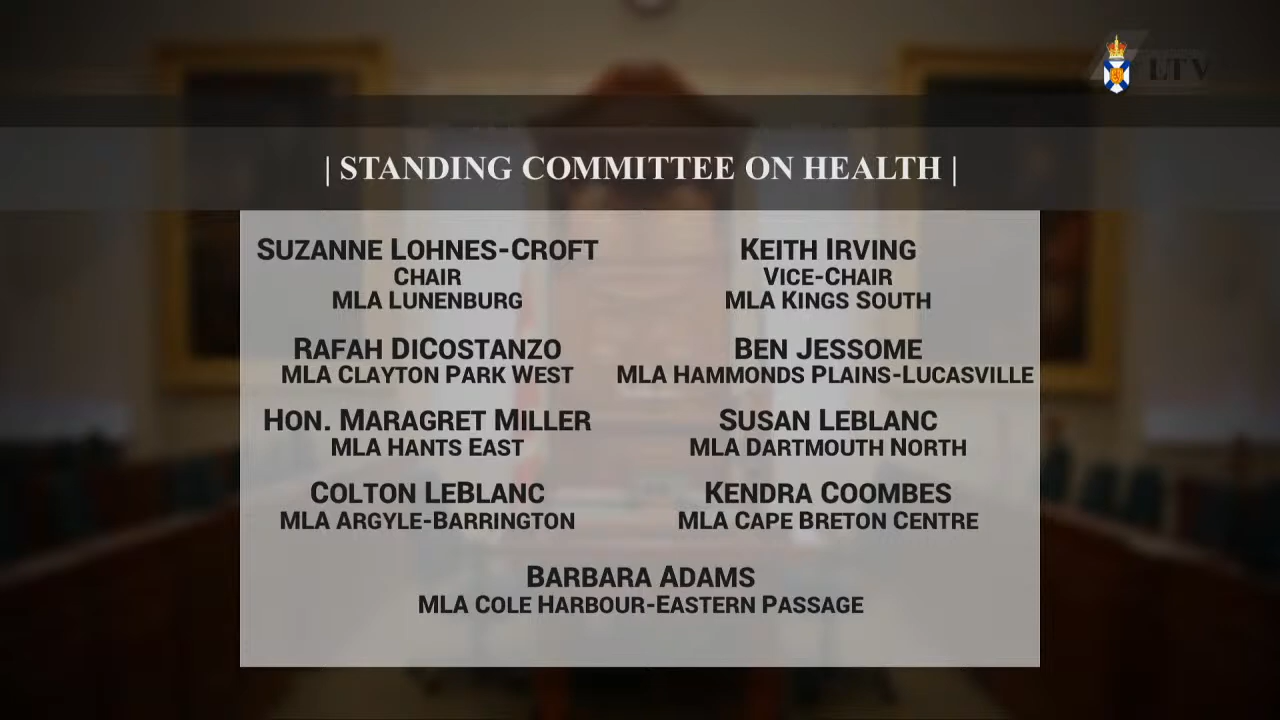 LTV
| STANDING COMMITTEE ON HEALTH |
SUZANNE LOHNES-CROFT
CHAIR
MLA LUNENBURG
KEITH IRVING
VICE-CHAIR
MLA KINGS SOUTH
RAFAH DICOSTANZO
MLA CLAYTON PARK WEST
BEN JESSOME
MLA HAMMONDS PLAINS-LUCASVILLE
HON. MARAGRET MILLER
MLA HANTS EAST
SUSAN LEBLANC
MLA DARTMOUTH NORTH
COLTON LEBLANC
MLA ARGYLE-BARRINGTON
KENDRA COOMBES
MLA CAPE BRETON CENTRE
BARBARA ADAMS
MLA COLE HARBOUR-EASTERN PASSAGE